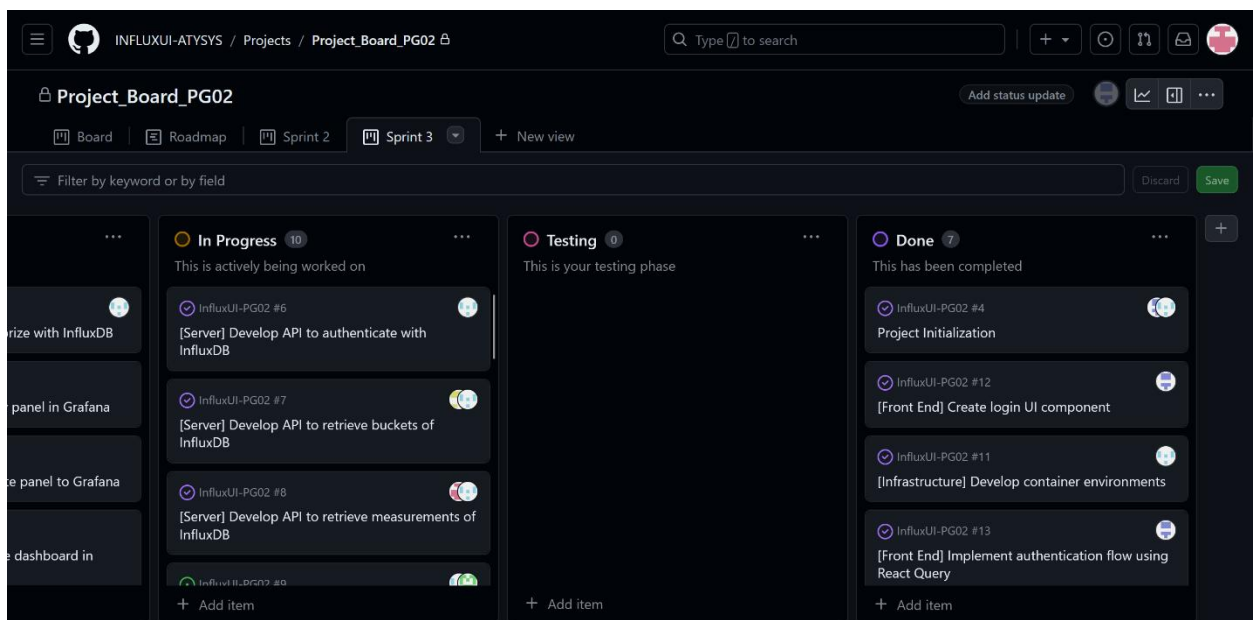 INFLUXUI-ATYSYS / Projects / Project_Board_PG02
Type / to search
Project_Board_PG02
Add status update
Board
Roadmap
Sprint 2
Sprint 3
New view
Filter by keyword or by field
Discard
Save
rize with InfluxDB
panel in Grafana
te panel to Grafana
e dashboard in
In Progress 10
This is actively being worked on
InfluxUI-PG02 #6
[Server] Develop API to authenticate with
InfluxDB
InfluxUI-PG02 #7
[Server] Develop API to retrieve buckets of
InfluxDB
InfluxUI-PG02 #8
[Server] Develop API to retrieve measurements of
InfluxDB
InfluxUI-PG02 #9
+ Add item
Testing 0
This is your testing phase
+ Add item
Done 7
This has been completed
InfluxUI-PG02 #4
Project Initialization
InfluxUI-PG02 #12
[Front End] Create login UI component
InfluxUI-PG02 #11
[Infrastructure] Develop container environments
InfluxUI-PG02 #13
[Front End] Implement authentication flow using
React Query
+ Add item